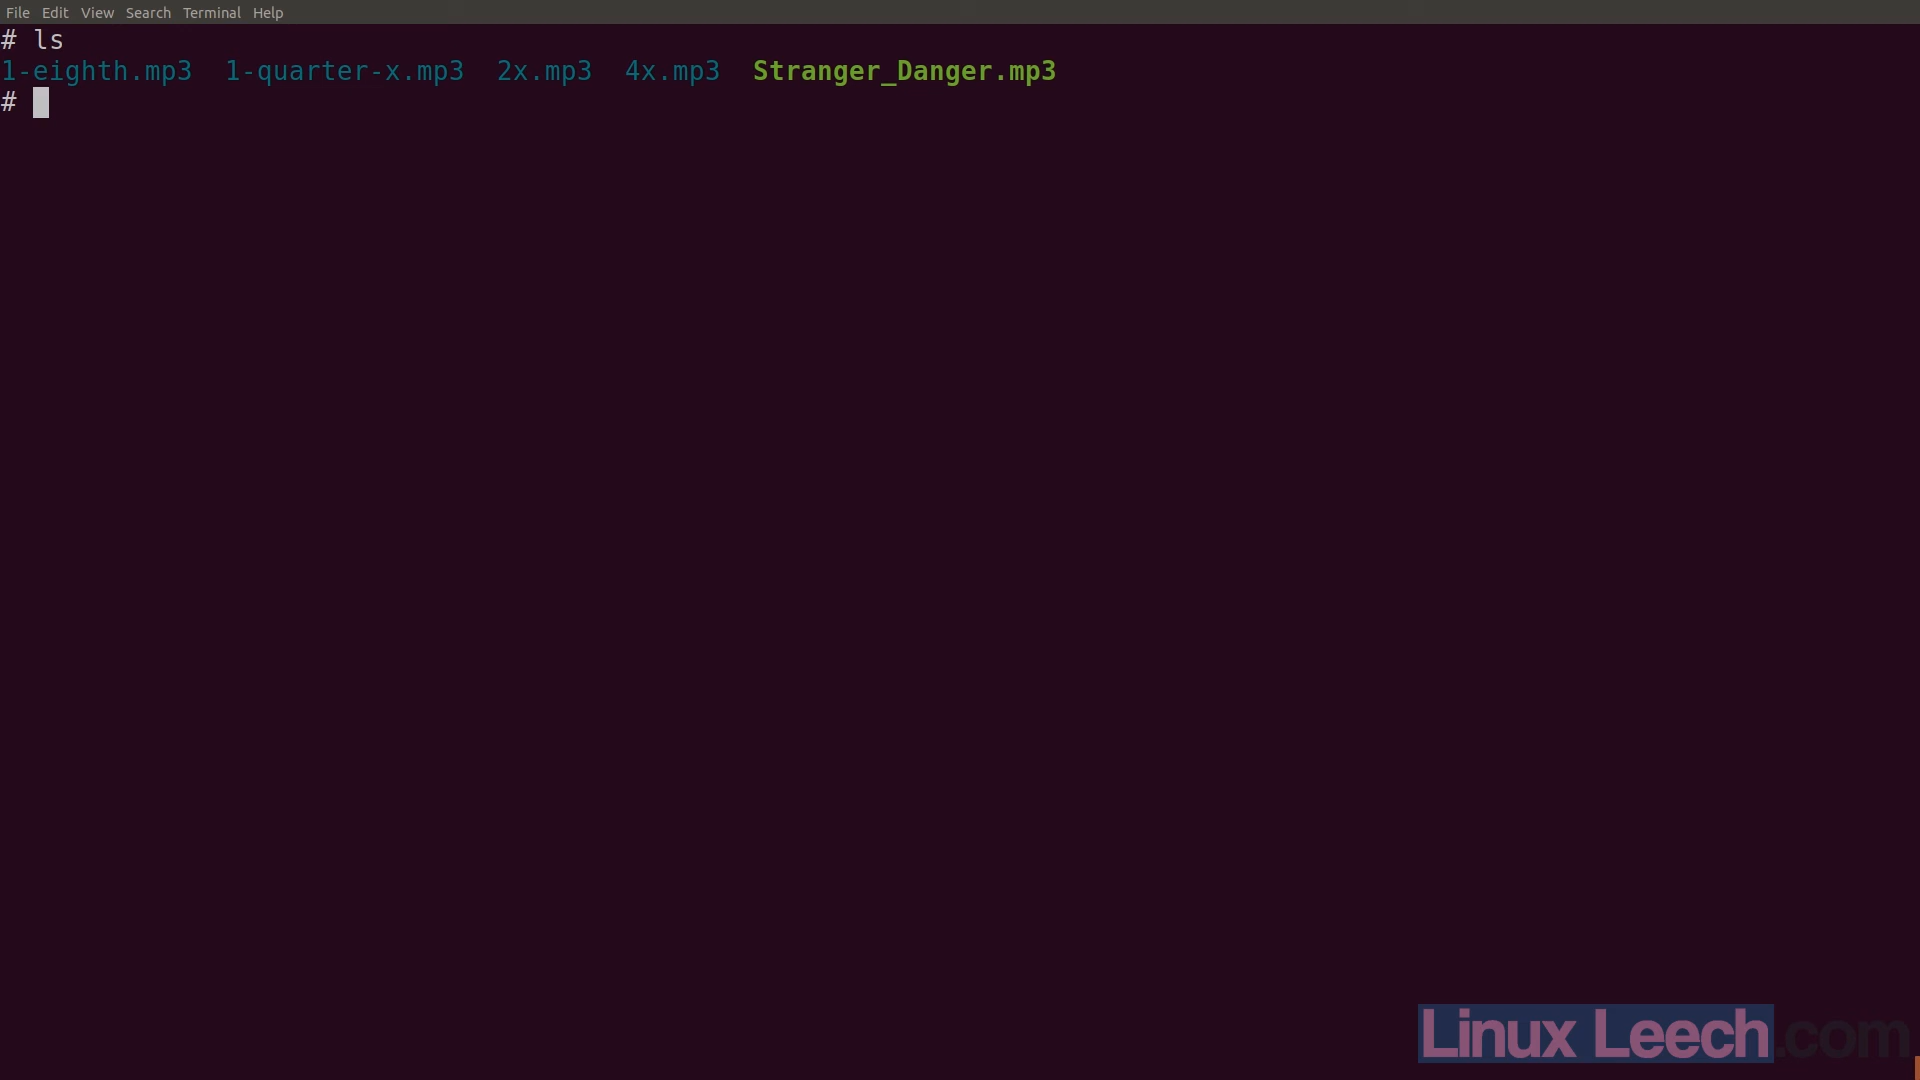 File Edit View Search Terminal Help
# ls
1-eighth.mp3  1-quarter-x.mp3  2x.mp3  4x.mp3  Stranger_Danger.mp3
#
Linux Leech.com